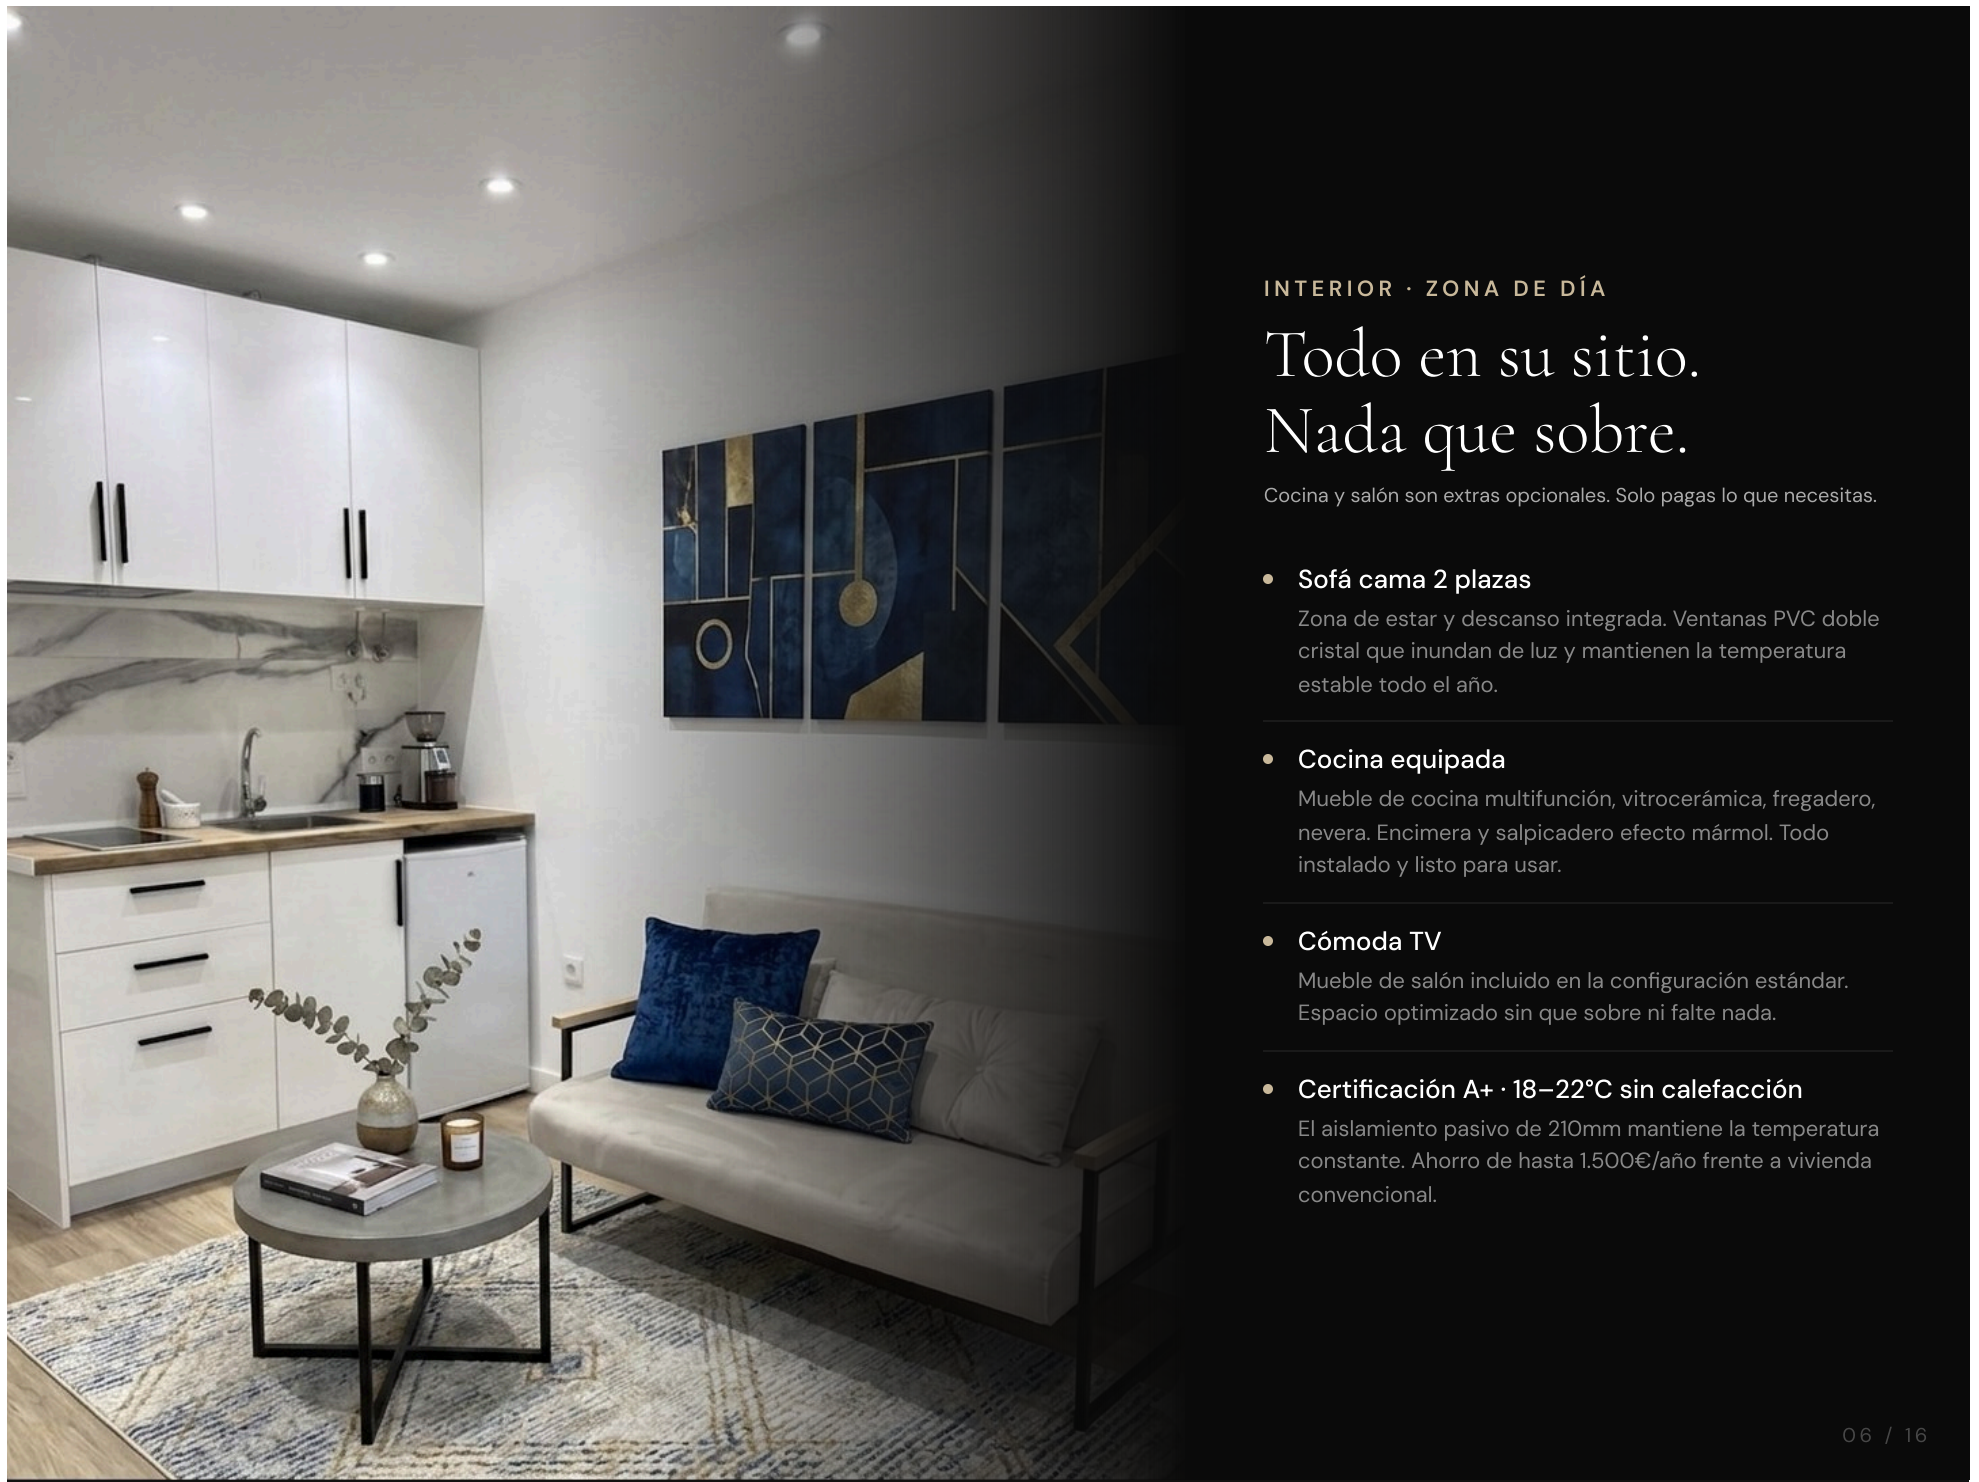 INTERIOR · ZONA DE DÍA
Todo en su sitio.
Nada que sobre.
Cocina y salón son extras opcionales. Solo pagas lo que necesitas.
Sofá cama 2 plazas
Zona de estar y descanso integrada. Ventanas PVC doble
cristal que inundan de luz y mantienen la temperatura
estable todo el año.
Cocina equipada
Mueble de cocina multifunción, vitrocerámica, fregadero,
nevera. Encimera y salpicadero efecto mármol. Todo
instalado y listo para usar.
Cómoda TV
Mueble de salón incluido en la configuración estándar.
Espacio optimizado sin que sobre ni falte nada.
Certificación A+ · 18–22°C sin calefacción
El aislamiento pasivo de 210mm mantiene la temperatura
constante. Ahorro de hasta 1.500€/año frente a vivienda
convencional.
06 / 16